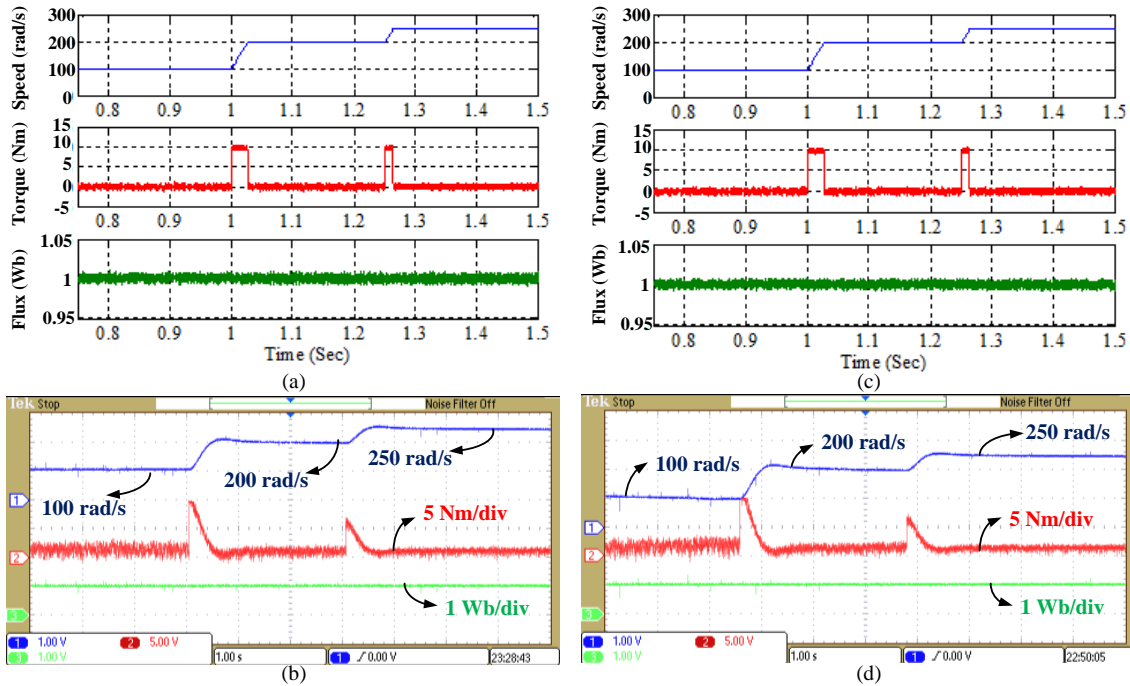 Speed (rad/s)
300
200
100
0
0.8 0.9 1 1.1 1.2 1.3 1.4 1.5
Torque (Nm)
15
10
5
0
-5
0.8 0.9 1 1.1 1.2 1.3 1.4 1.5
Flux (Wb)
1.05
1
0.95
0.8 0.9 1 1.1 1.2 1.3 1.4 1.5
Time (Sec)
(a)
Speed (rad/s)
300
200
100
0
0.8 0.9 1 1.1 1.2 1.3 1.4 1.5
Torque (Nm)
15
10
5
0
-5
0.8 0.9 1 1.1 1.2 1.3 1.4 1.5
Flux (Wb)
1.05
1
0.95
0.8 0.9 1 1.1 1.2 1.3 1.4 1.5
Time (Sec)
(c)
Tek Stop
Noise Filter Off
100 rad/s
200 rad/s
250 rad/s
5 Nm/div
1 Wb/div
1
2
3
1 1.00 V 2 5.00 V
3 1.00 V
1.00 s
1 0.00 V
23:28:43
(b)
Tek Stop
Noise Filter Off
100 rad/s
200 rad/s
250 rad/s
5 Nm/div
1 Wb/div
1
2
3
1 1.00 V 2 5.00 V
3 1.00 V
1.00 s
1 0.00 V
22:50:05
(d)